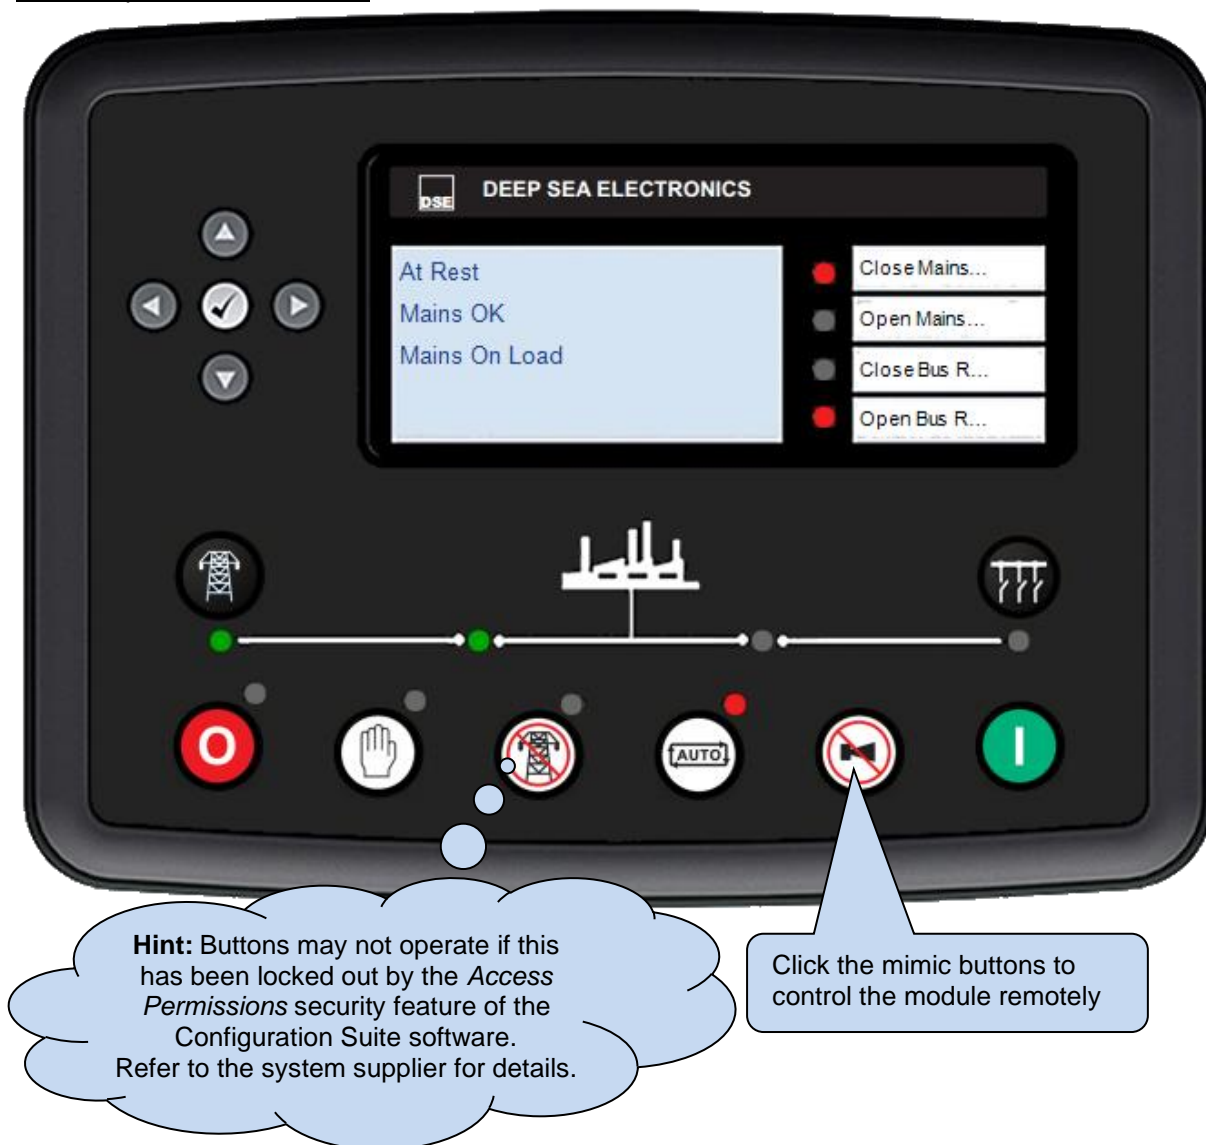 DSE
DEEP SEA ELECTRONICS
At Rest
Mains OK
Mains On Load
Close Mains...
Open Mains...
Close Bus R...
Open Bus R...
O
AUTO
I
Hint: Buttons may not operate if this
has been locked out by the Access
Permissions security feature of the
Configuration Suite software.
Refer to the system supplier for details.
Click the mimic buttons to
control the module remotely